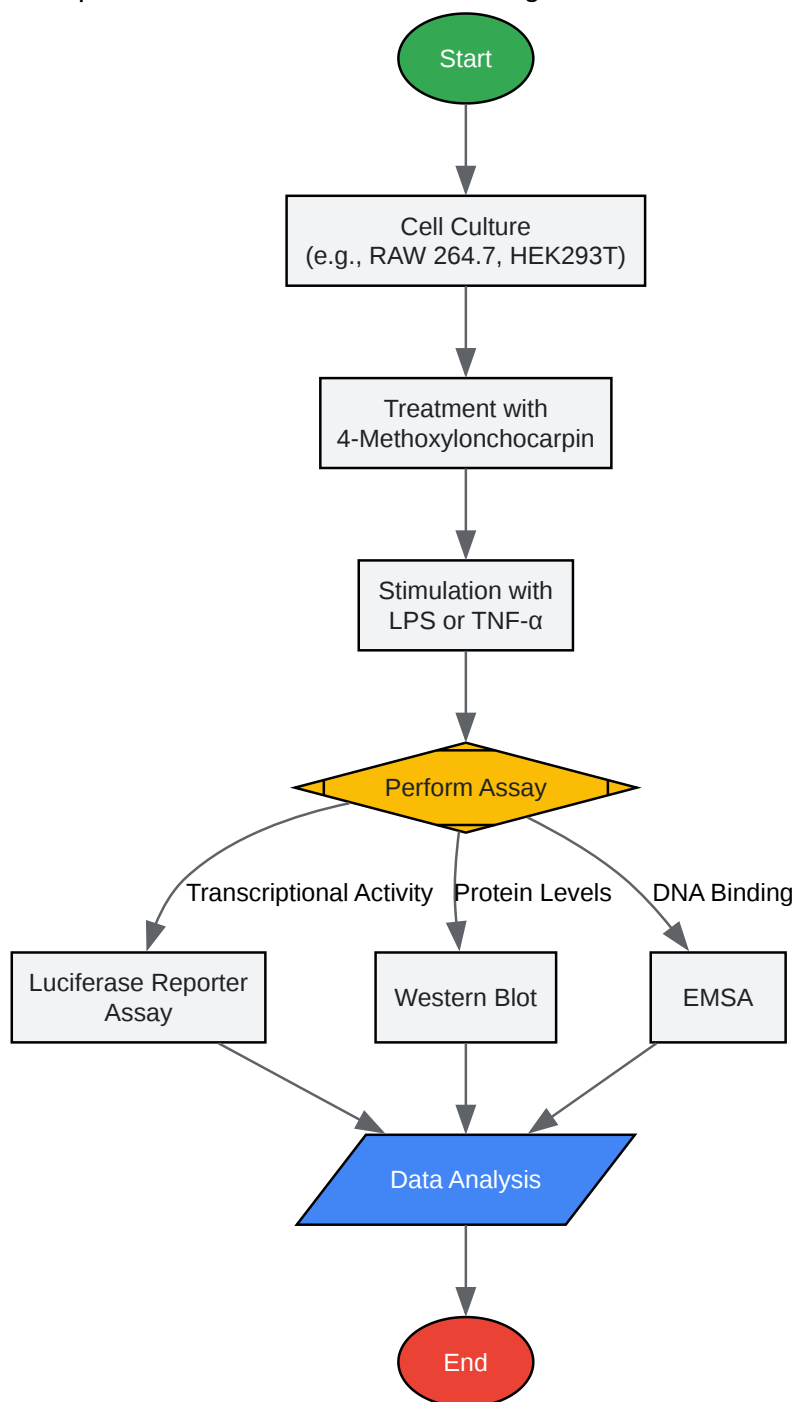 Start
Cell Culture
(e.g., RAW 264.7, HEK293T)
Treatment with
4-Methoxylonchocarpin
Stimulation with
LPS or TNF-α
Perform Assay
Transcriptional Activity
Protein Levels
DNA Binding
Luciferase Reporter
Assay
Western Blot
EMSA
Data Analysis
End